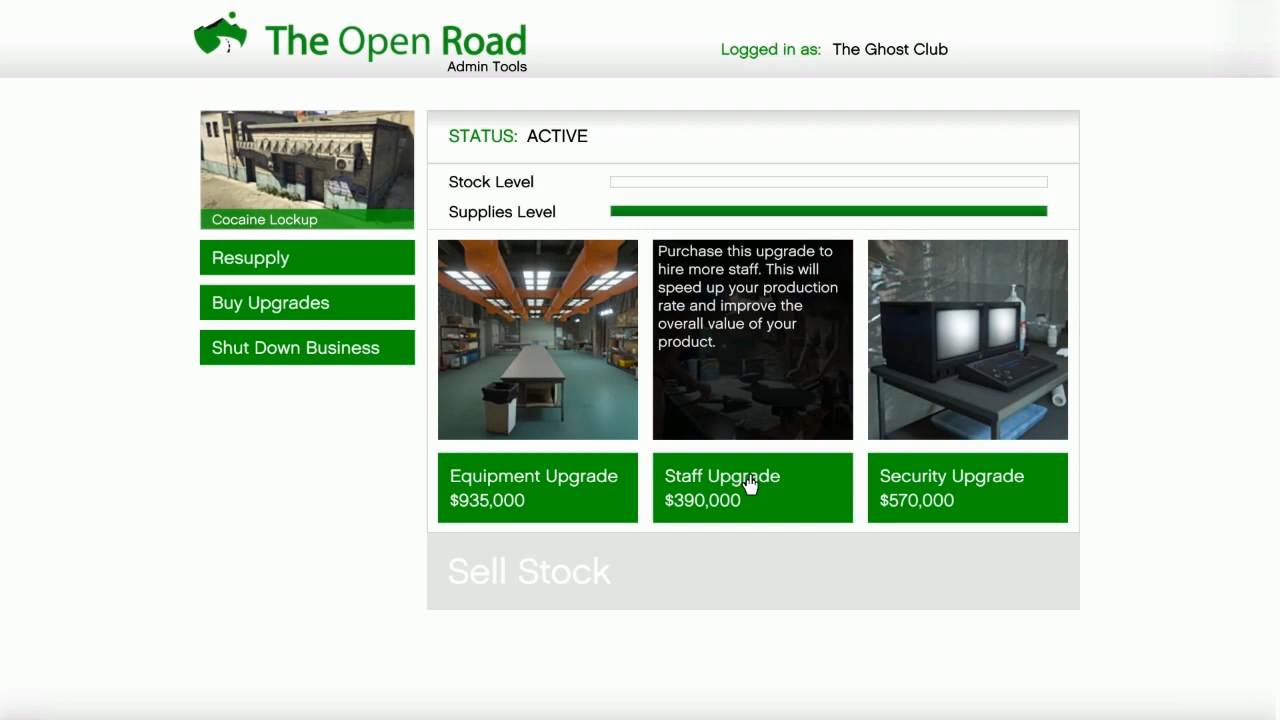 The Open Road
Admin Tools
Logged in as: The Ghost Club
Cocaine Lockup
Resupply
Buy Upgrades
Shut Down Business
STATUS: ACTIVE
Stock Level
Supplies Level
Purchase this upgrade to
hire more staff. This will
speed up your production
rate and improve the
overall value of your
product.
Equipment Upgrade
$935,000
Staff Upgrade
$390,000
Security Upgrade
$570,000
Sell Stock